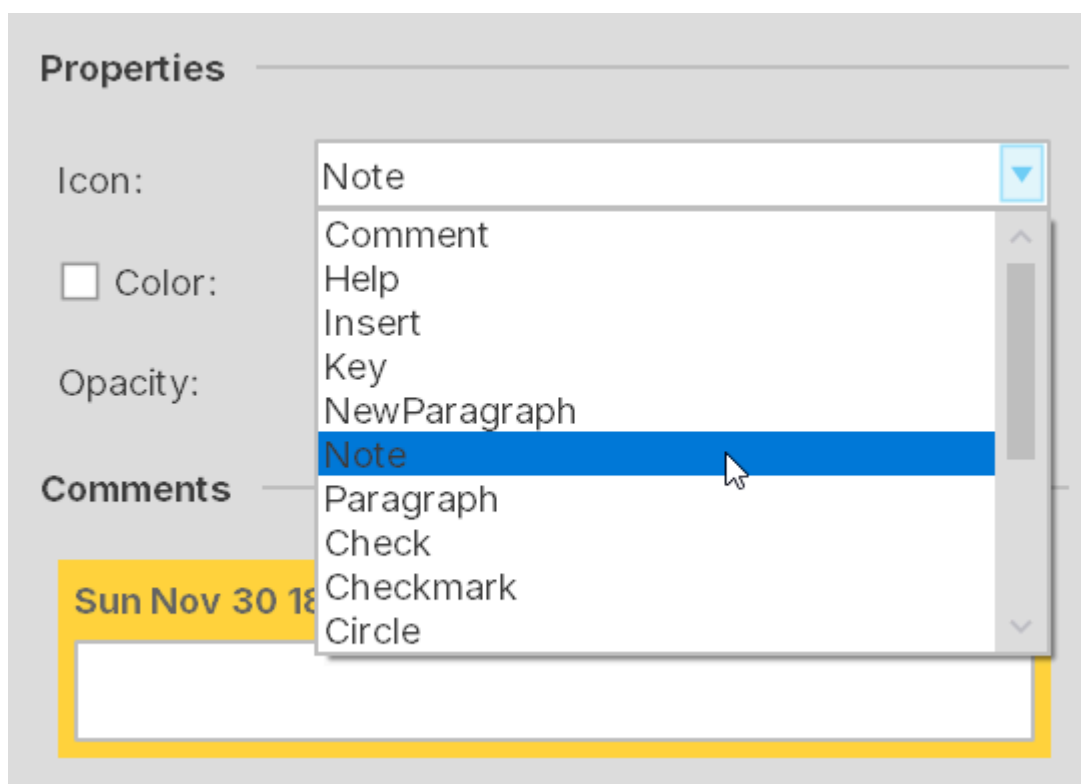 Properties
Icon:
Note
Comment
Help
Color:
Insert
Key
Opacity:
NewParagraph
Note
Comments
Paragraph
Check
Checkmark
Sun Nov 30 18
Circle